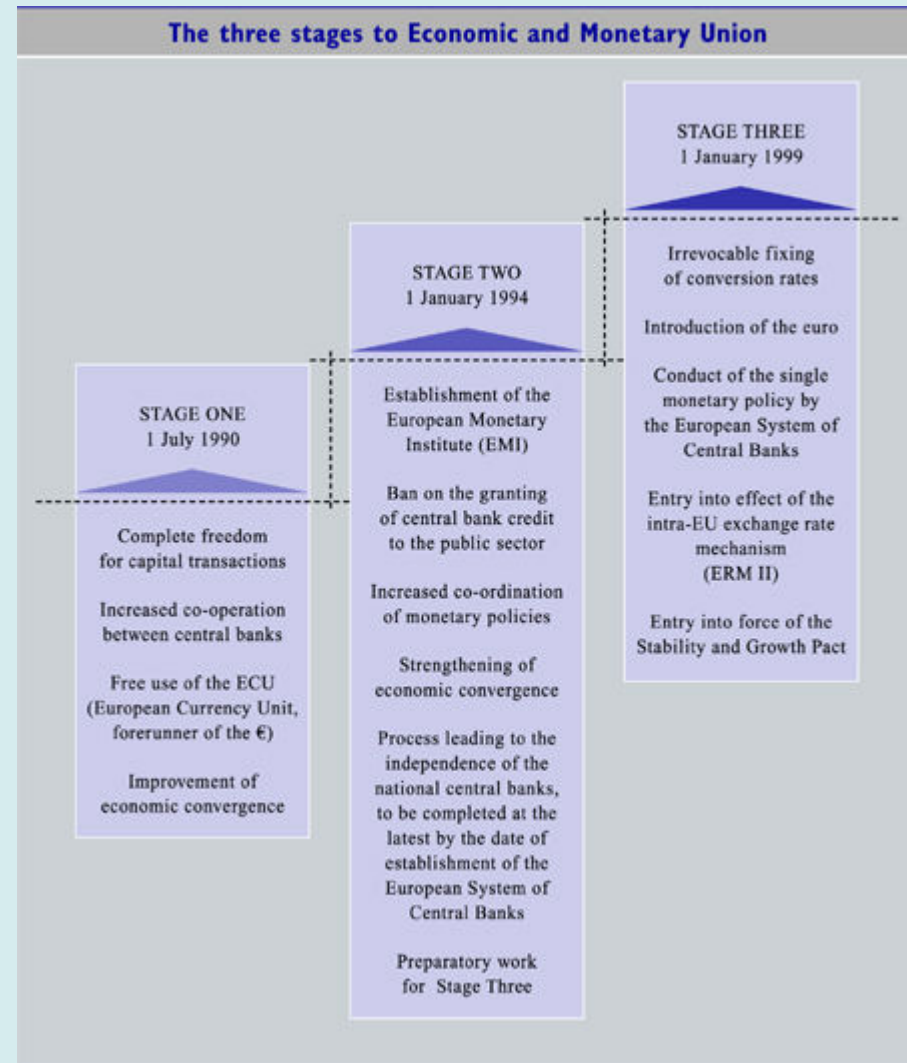 The three stages to Economic and Monetary Union
STAGE ONE
1 July 1990
Complete freedom
for capital transactions
Increased co-operation
between central banks
Free use of the ECU
(European Currency Unit,
forerunner of the €)
Improvement of
economic convergence
STAGE TWO
1 January 1994
Establishment of the
European Monetary
Institute (EMI)
Ban on the granting
of central bank credit
to the public sector
Increased co-ordination
of monetary policies
Strengthening of
economic convergence
Process leading to the
independence of the
national central banks,
to be completed at the
latest by the date of
establishment of the
European System of
Central Banks
Preparatory work
for Stage Three
STAGE THREE
1 January 1999
Irrevocable fixing
of conversion rates
Introduction of the euro
Conduct of the single
monetary policy by
the European System of
Central Banks
Entry into effect of the
intra-EU exchange rate
mechanism
(ERM II)
Entry into force of the
Stability and Growth Pact